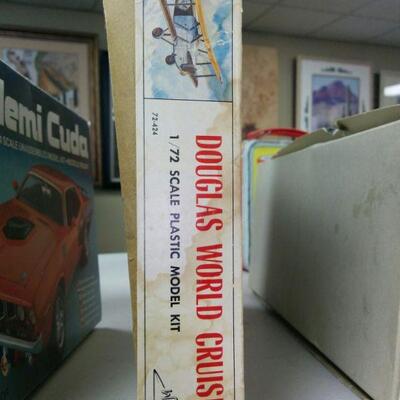 Hemi Cuda
72-424
DOUGLAS WORLD CRUIS
1/72 SCALE PLASTIC MODEL KIT